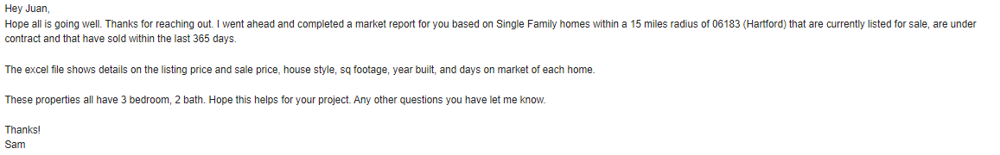 Hey Juan,
Hope all is going well. Thanks for reaching out. I went ahead and completed a market report for you based on Single Family homes within a 15 miles radius of 06183 (Hartford) that are currently listed for sale, are under
contract and that have sold within the last 365 days.
The excel file shows details on the listing price and sale price, house style, sq footage, year built, and days on market of each home.
These properties all have 3 bedroom, 2 bath. Hope this helps for your project. Any other questions you have let me know.
Thanks!
Sam